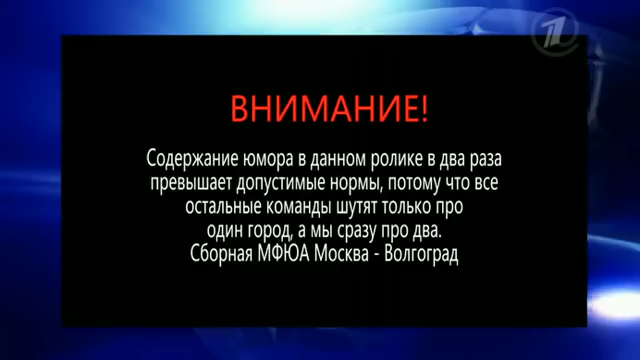 ВНИМАНИЕ!
Содержание юмора в данном ролике в два раза
превышает допустимые нормы, потому что все
остальные команды шутят только про
один город, а мы сразу про два.
Сборная МФЮА Москва - Волгоград